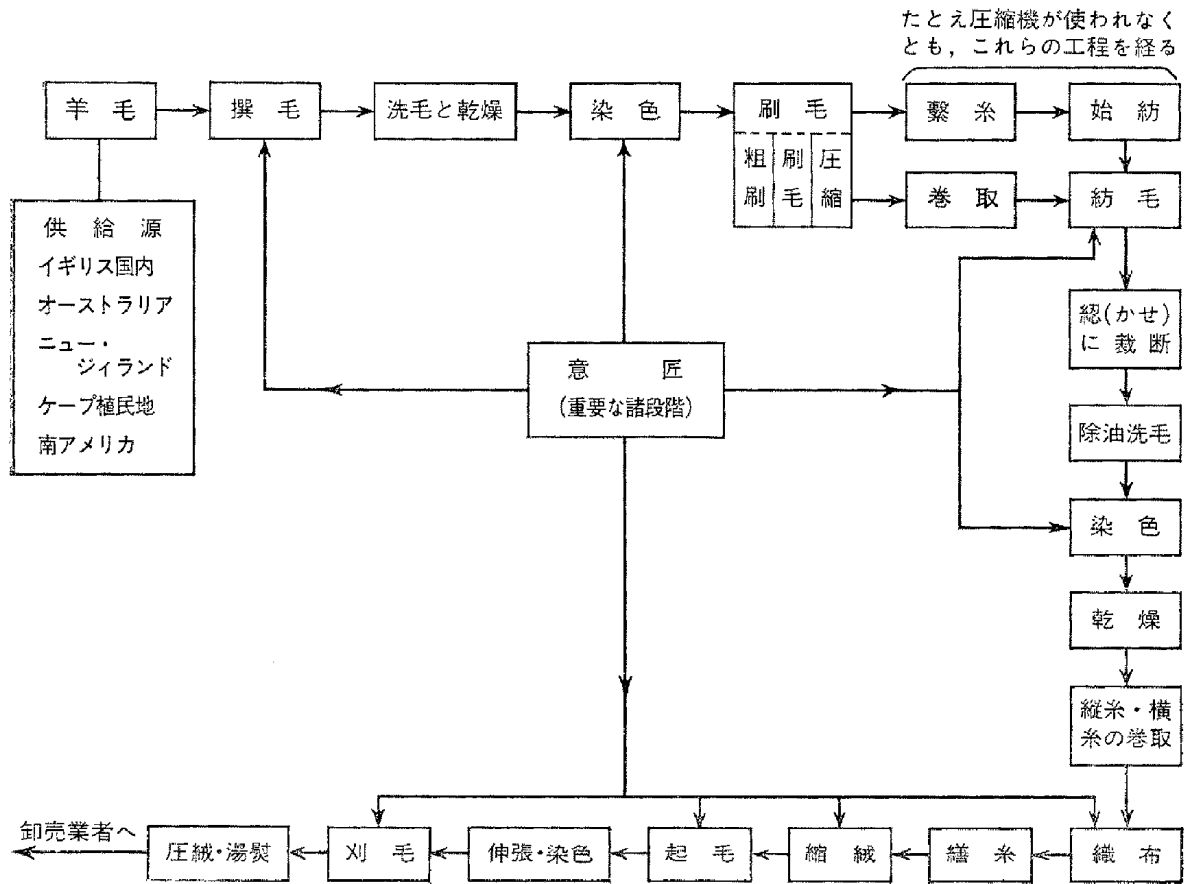 たとえ圧縮機が使われなく
とも，これらの工程を経る
羊毛
撰毛
洗毛と乾燥
染色
刷毛
粗刷
刷毛
圧縮
繋糸
始紡
巻取
紡毛
供給源
イギリス国内
オーストラリア
ニュー・
ジィランド
ケープ植民地
南アメリカ
意匠
(重要な諸段階)
綛(かせ)
に裁断
除油洗毛
染色
乾燥
縦糸・横
糸の巻取
卸売業者へ
圧絨・湯熨
刈毛
伸張・染色
起毛
縮絨
繕糸
織布